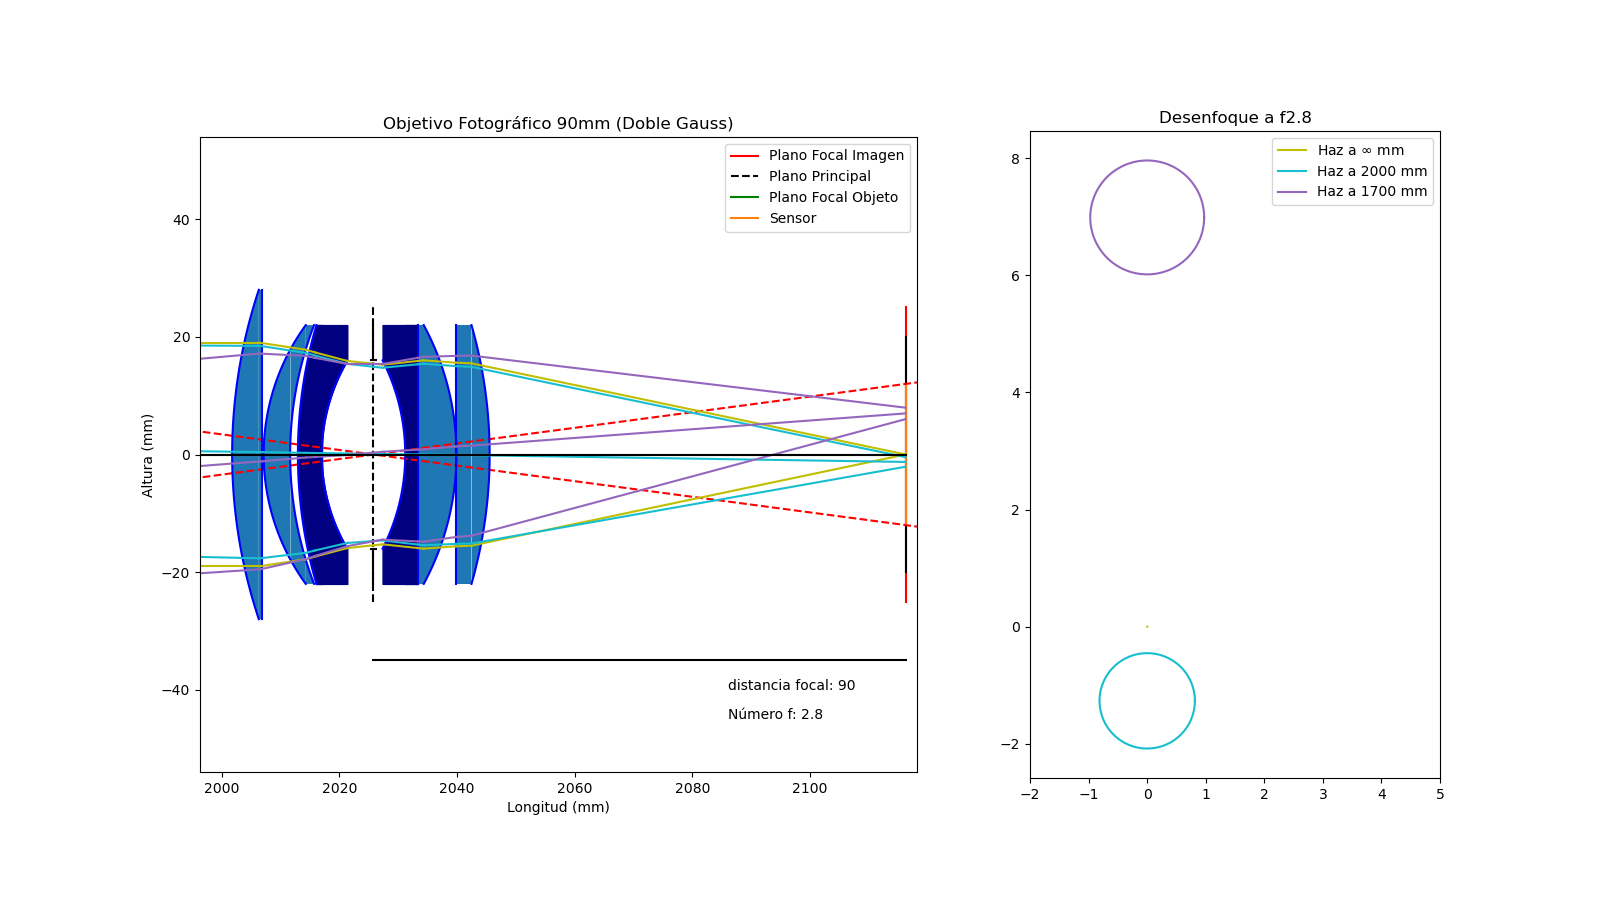 Objetivo Fotográfico 90mm (Doble Gauss)
Plano Focal Imagen
Plano Principal
Plano Focal Objeto
Sensor
40
20
0
−20
−40
Altura (mm)
distancia focal: 90
Número f: 2.8
2000 2020 2040 2060 2080 2100
Longitud (mm)
Desenfoque a f2.8
Haz a ∞ mm
Haz a 2000 mm
Haz a 1700 mm
8
6
4
2
0
−2
−2 −1 0 1 2 3 4 5